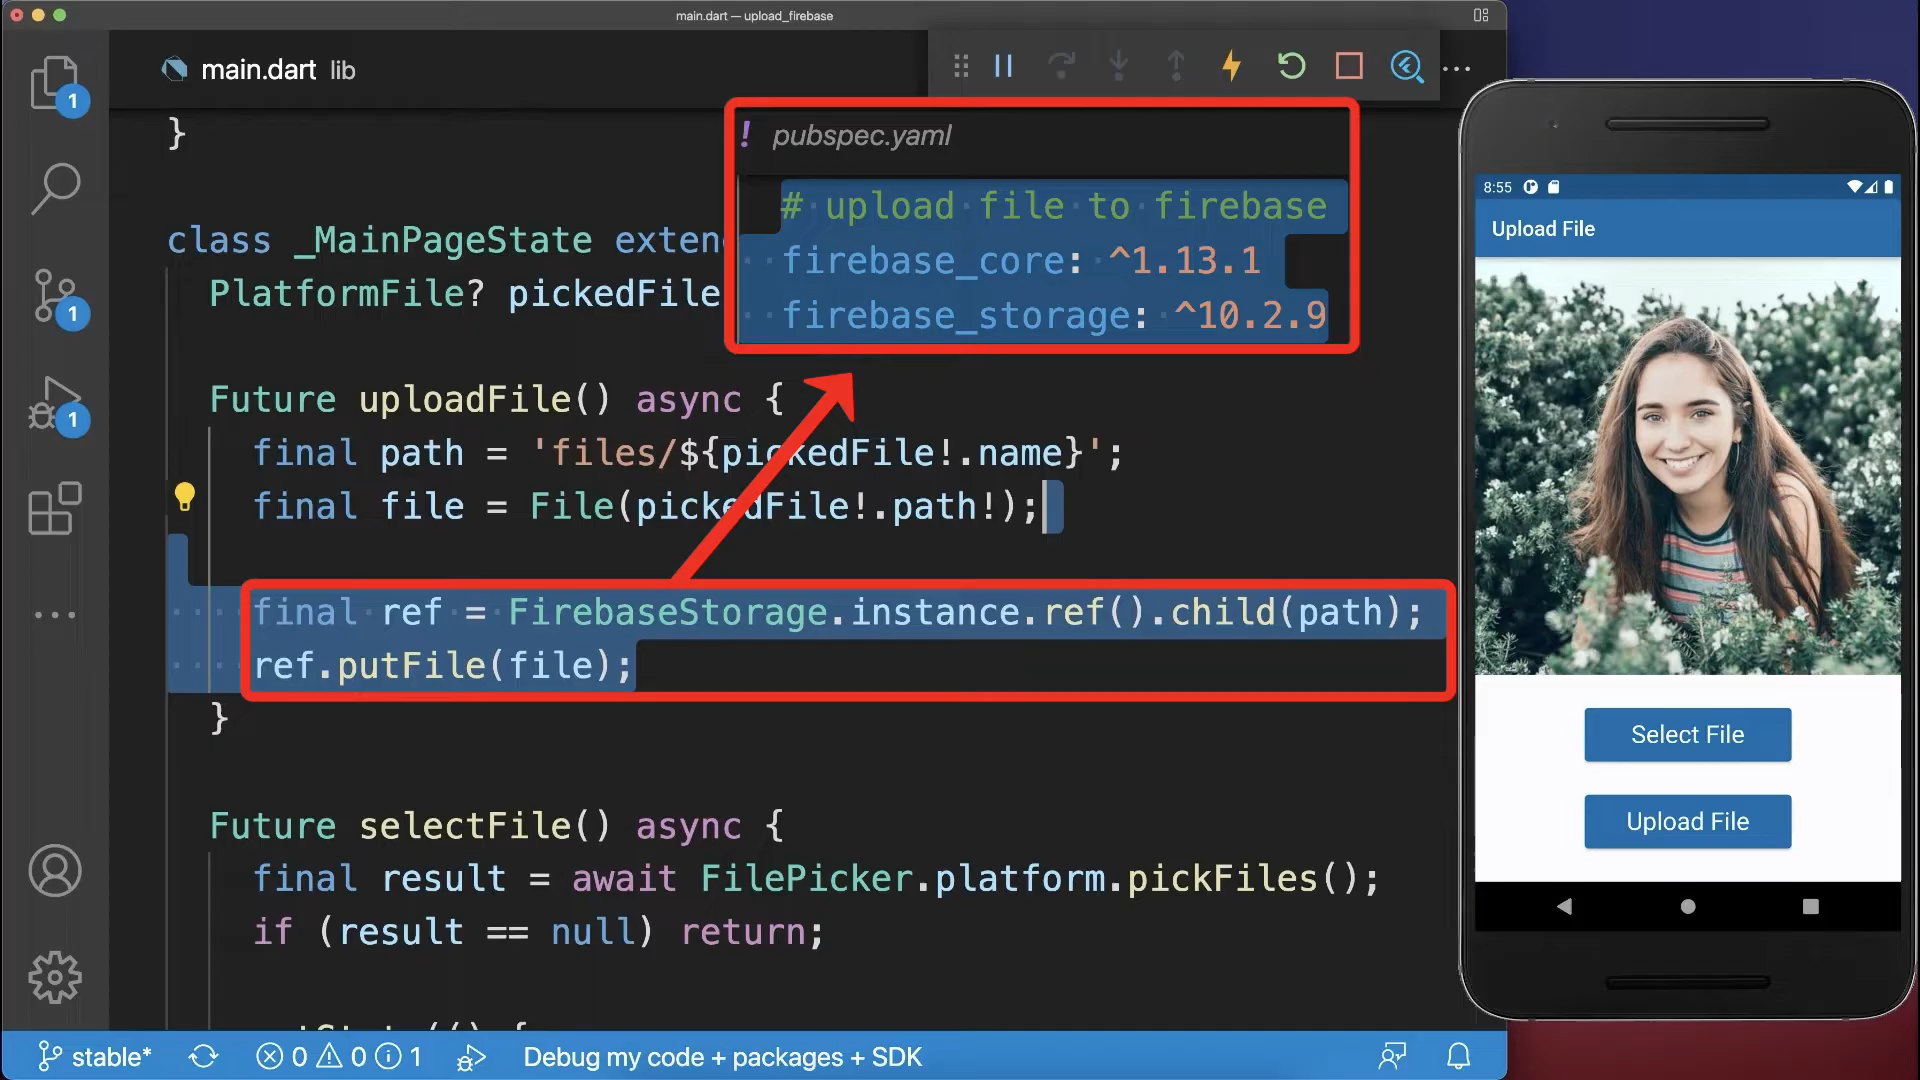 main.dart — upload_firebase
main.dart lib
}
! pubspec.yaml
# upload file to firebase
firebase_core: ^1.13.1
firebase_storage: ^10.2.9
class _MainPageState exten
PlatformFile? pickedFile
Future uploadFile() async {
final path = 'files/${pickedFile!.name}';
final file = File(pickedFile!.path!);
final ref = FirebaseStorage.instance.ref().child(path);
ref.putFile(file);
}
Future selectFile() async {
final result = await FilePicker.platform.pickFiles();
if (result == null) return;
1
1
1
stable*
0 0 1
Debug my code + packages + SDK
8:55
Upload File
Select File
Upload File